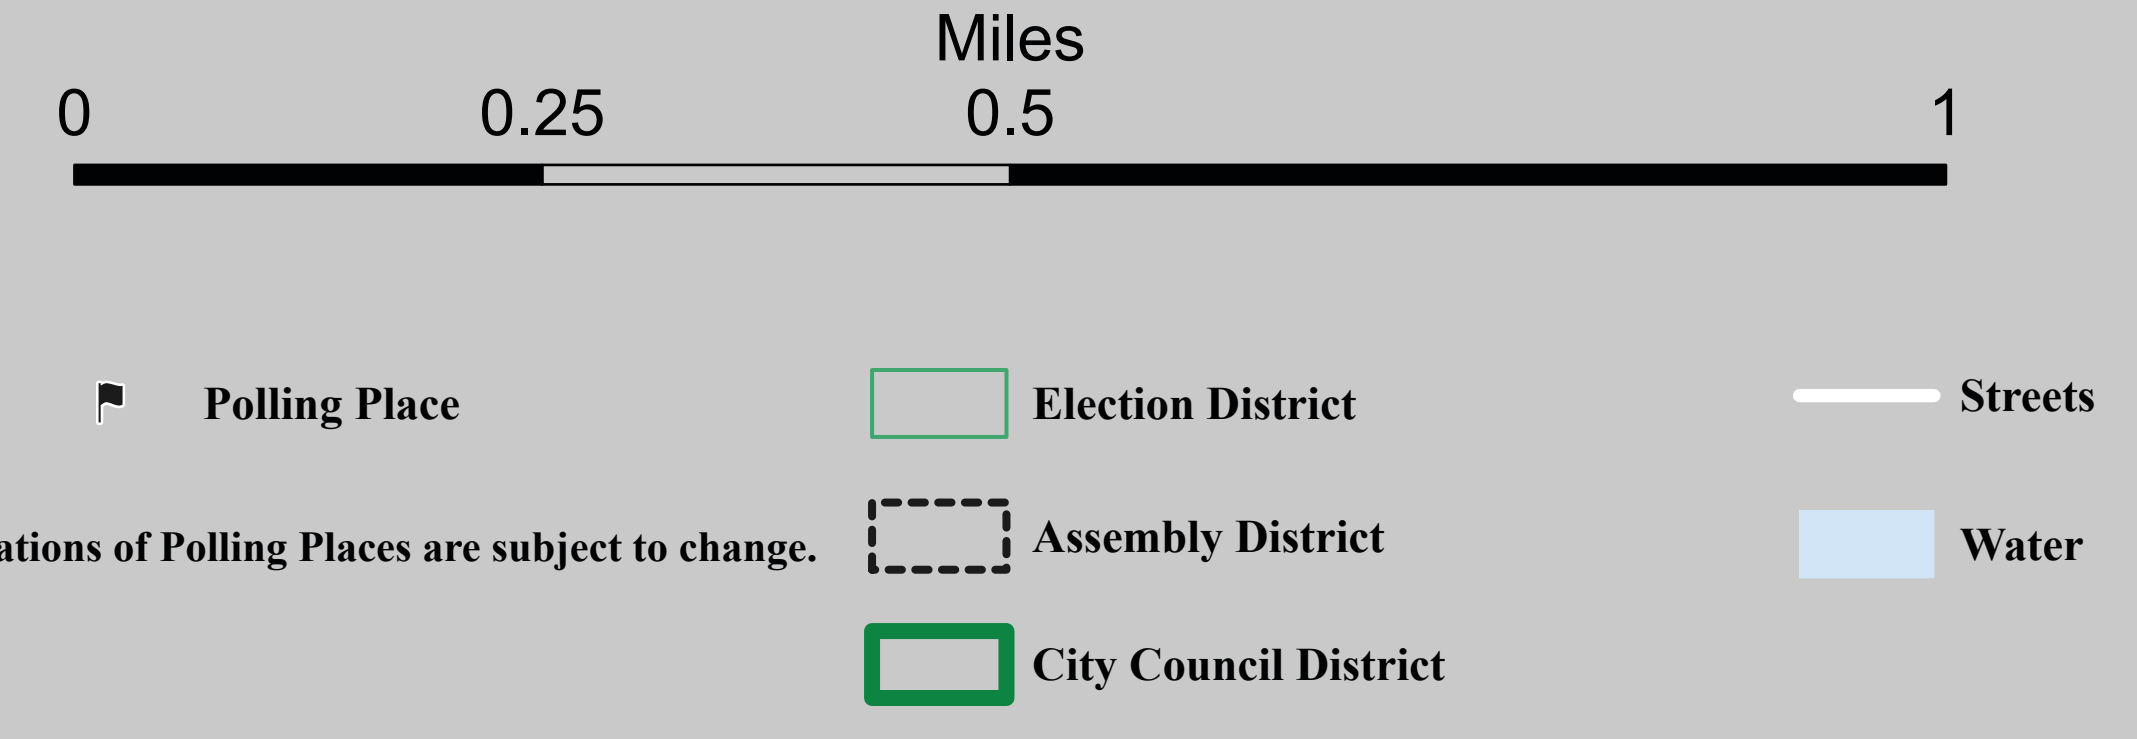 Miles
0 0.25 0.5 1
Polling Place
Election District
Streets
ations of Polling Places are subject to change.
Assembly District
Water
City Council District